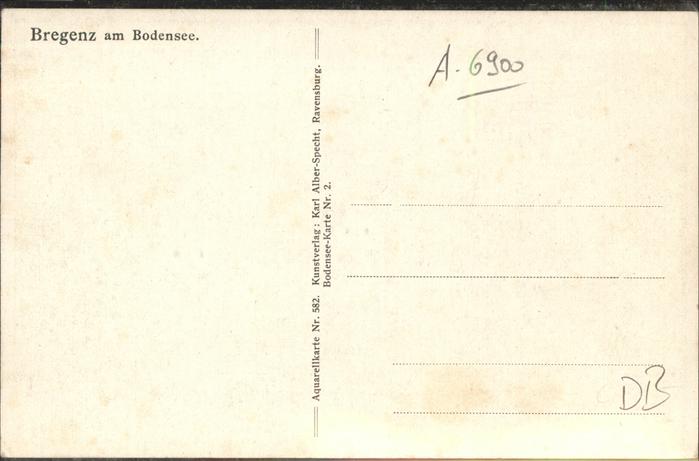 Bregenz am Bodensee.
Aquarellkarte Nr. 582. Kunstverlag: Karl Alber-Specht, Ravensburg.
Bodensee-Karte Nr. 2.
A. 6900
DB